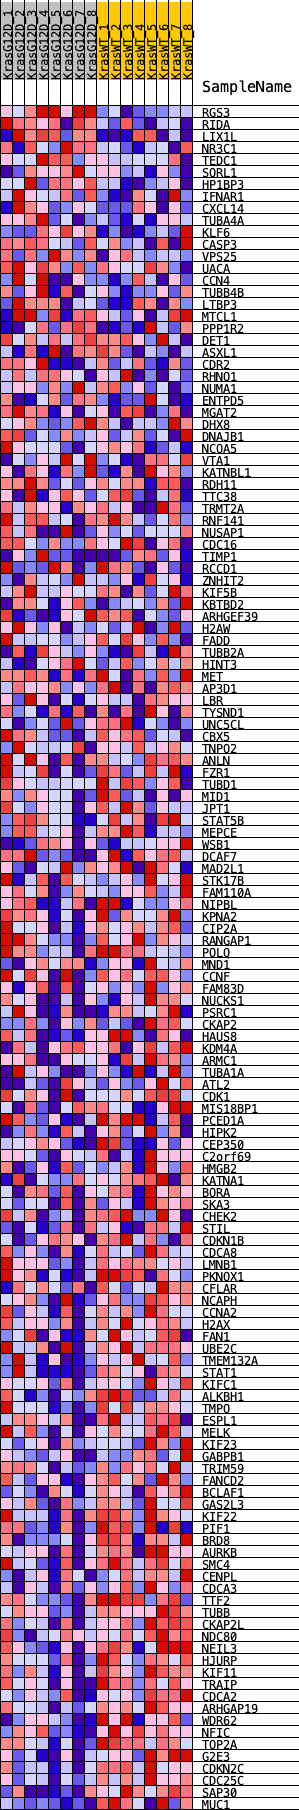 KrasG12D_1
KrasG12D_2
KrasG12D_3
KrasG12D_4
KrasG12D_5
KrasG12D_6
KrasG12D_7
KrasG12D_8
KrasWT_1
KrasWT_2
KrasWT_3
KrasWT_4
KrasWT_5
KrasWT_6
KrasWT_7
KrasWT_8
SampleName
RGS3
RIDA
LIX1L
NR3C1
TEDC1
SORL1
HP1BP3
IFNAR1
CXCL14
TUBA4A
KLF6
CASP3
VPS25
UACA
CCN4
TUBB4B
LTBP3
MTCL1
PPP1R2
DET1
ASXL1
CDR2
RHNO1
NUMA1
ENTPD5
MGAT2
DHX8
DNAJB1
NCOA5
VTA1
KATNBL1
RDH11
TTC38
TRMT2A
RNF141
NUSAP1
CDC16
TIMP1
RCCD1
ZNHIT2
KIF5B
KBTBD2
ARHGEF39
H2AW
FADD
TUBB2A
HINT3
MET
AP3D1
LBR
TYSND1
UNC5CL
CBX5
TNPO2
ANLN
FZR1
TUBD1
MID1
JPT1
STAT5B
MEPCE
WSB1
DCAF7
MAD2L1
STK17B
FAM110A
NIPBL
KPNA2
CIP2A
RANGAP1
POLQ
MND1
CCNF
FAM83D
NUCKS1
PSRC1
CKAP2
HAUS8
KDM4A
ARMC1
TUBA1A
ATL2
CDK1
MIS18BP1
PCED1A
HIPK2
CEP350
C2orf69
HMGB2
KATNA1
BORA
SKA3
CHEK2
STIL
CDKN1B
CDCA8
LMNB1
PKNOX1
CFLAR
NCAPH
CCNA2
H2AX
FAN1
UBE2C
TMEM132A
STAT1
KIFC1
ALKBH1
TMPO
ESPL1
MELK
KIF23
GABPB1
TRIM59
FANCD2
BCLAF1
GAS2L3
KIF22
PIF1
BRD8
AURKB
SMC4
CENPL
CDCA3
TTF2
TUBB
CKAP2L
NDC80
NEIL3
HJURP
KIF11
TRAIP
CDCA2
ARHGAP19
WDR62
NFIC
TOP2A
G2E3
CDKN2C
CDC25C
SAP30
MUC1